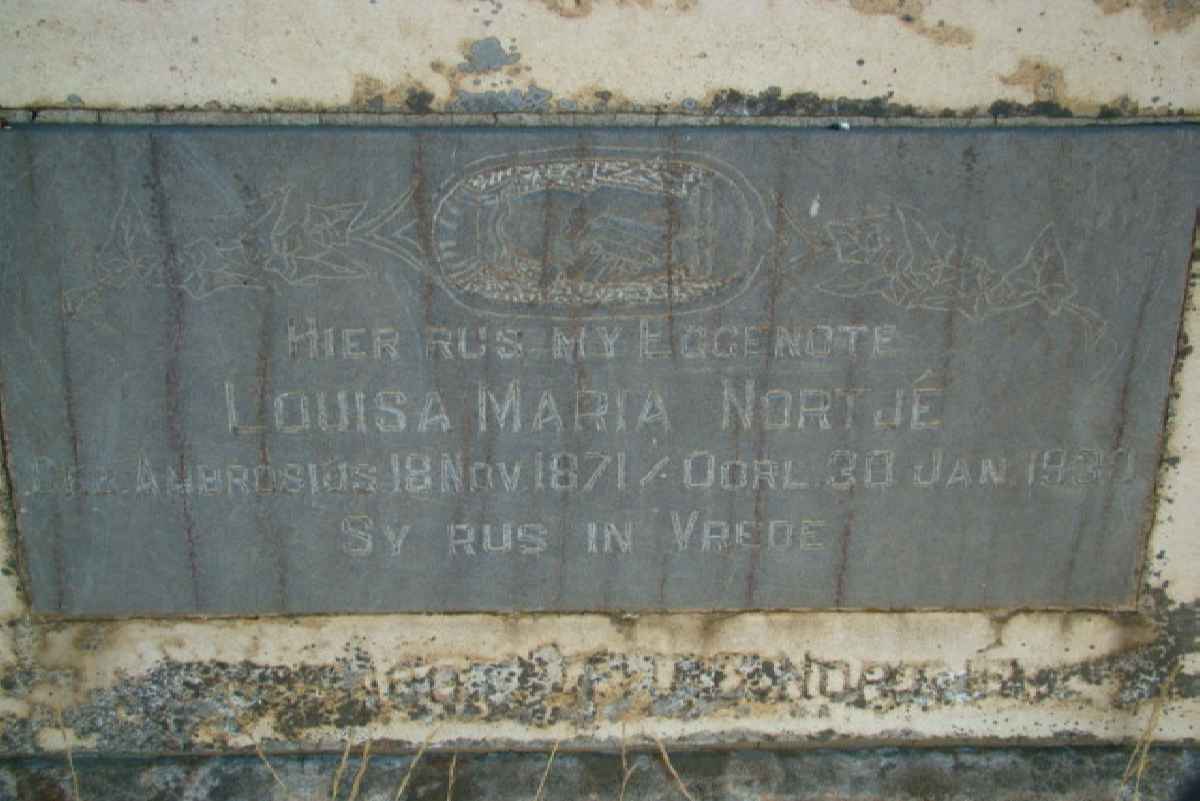 HIER RUS MY EGGENOTE
LOUISA MARIA NORTJÉ
GEB. AMBROSIUS 18 NOV 1871 / OORL. 30 JAN. 1930
SY RUS IN VREDE